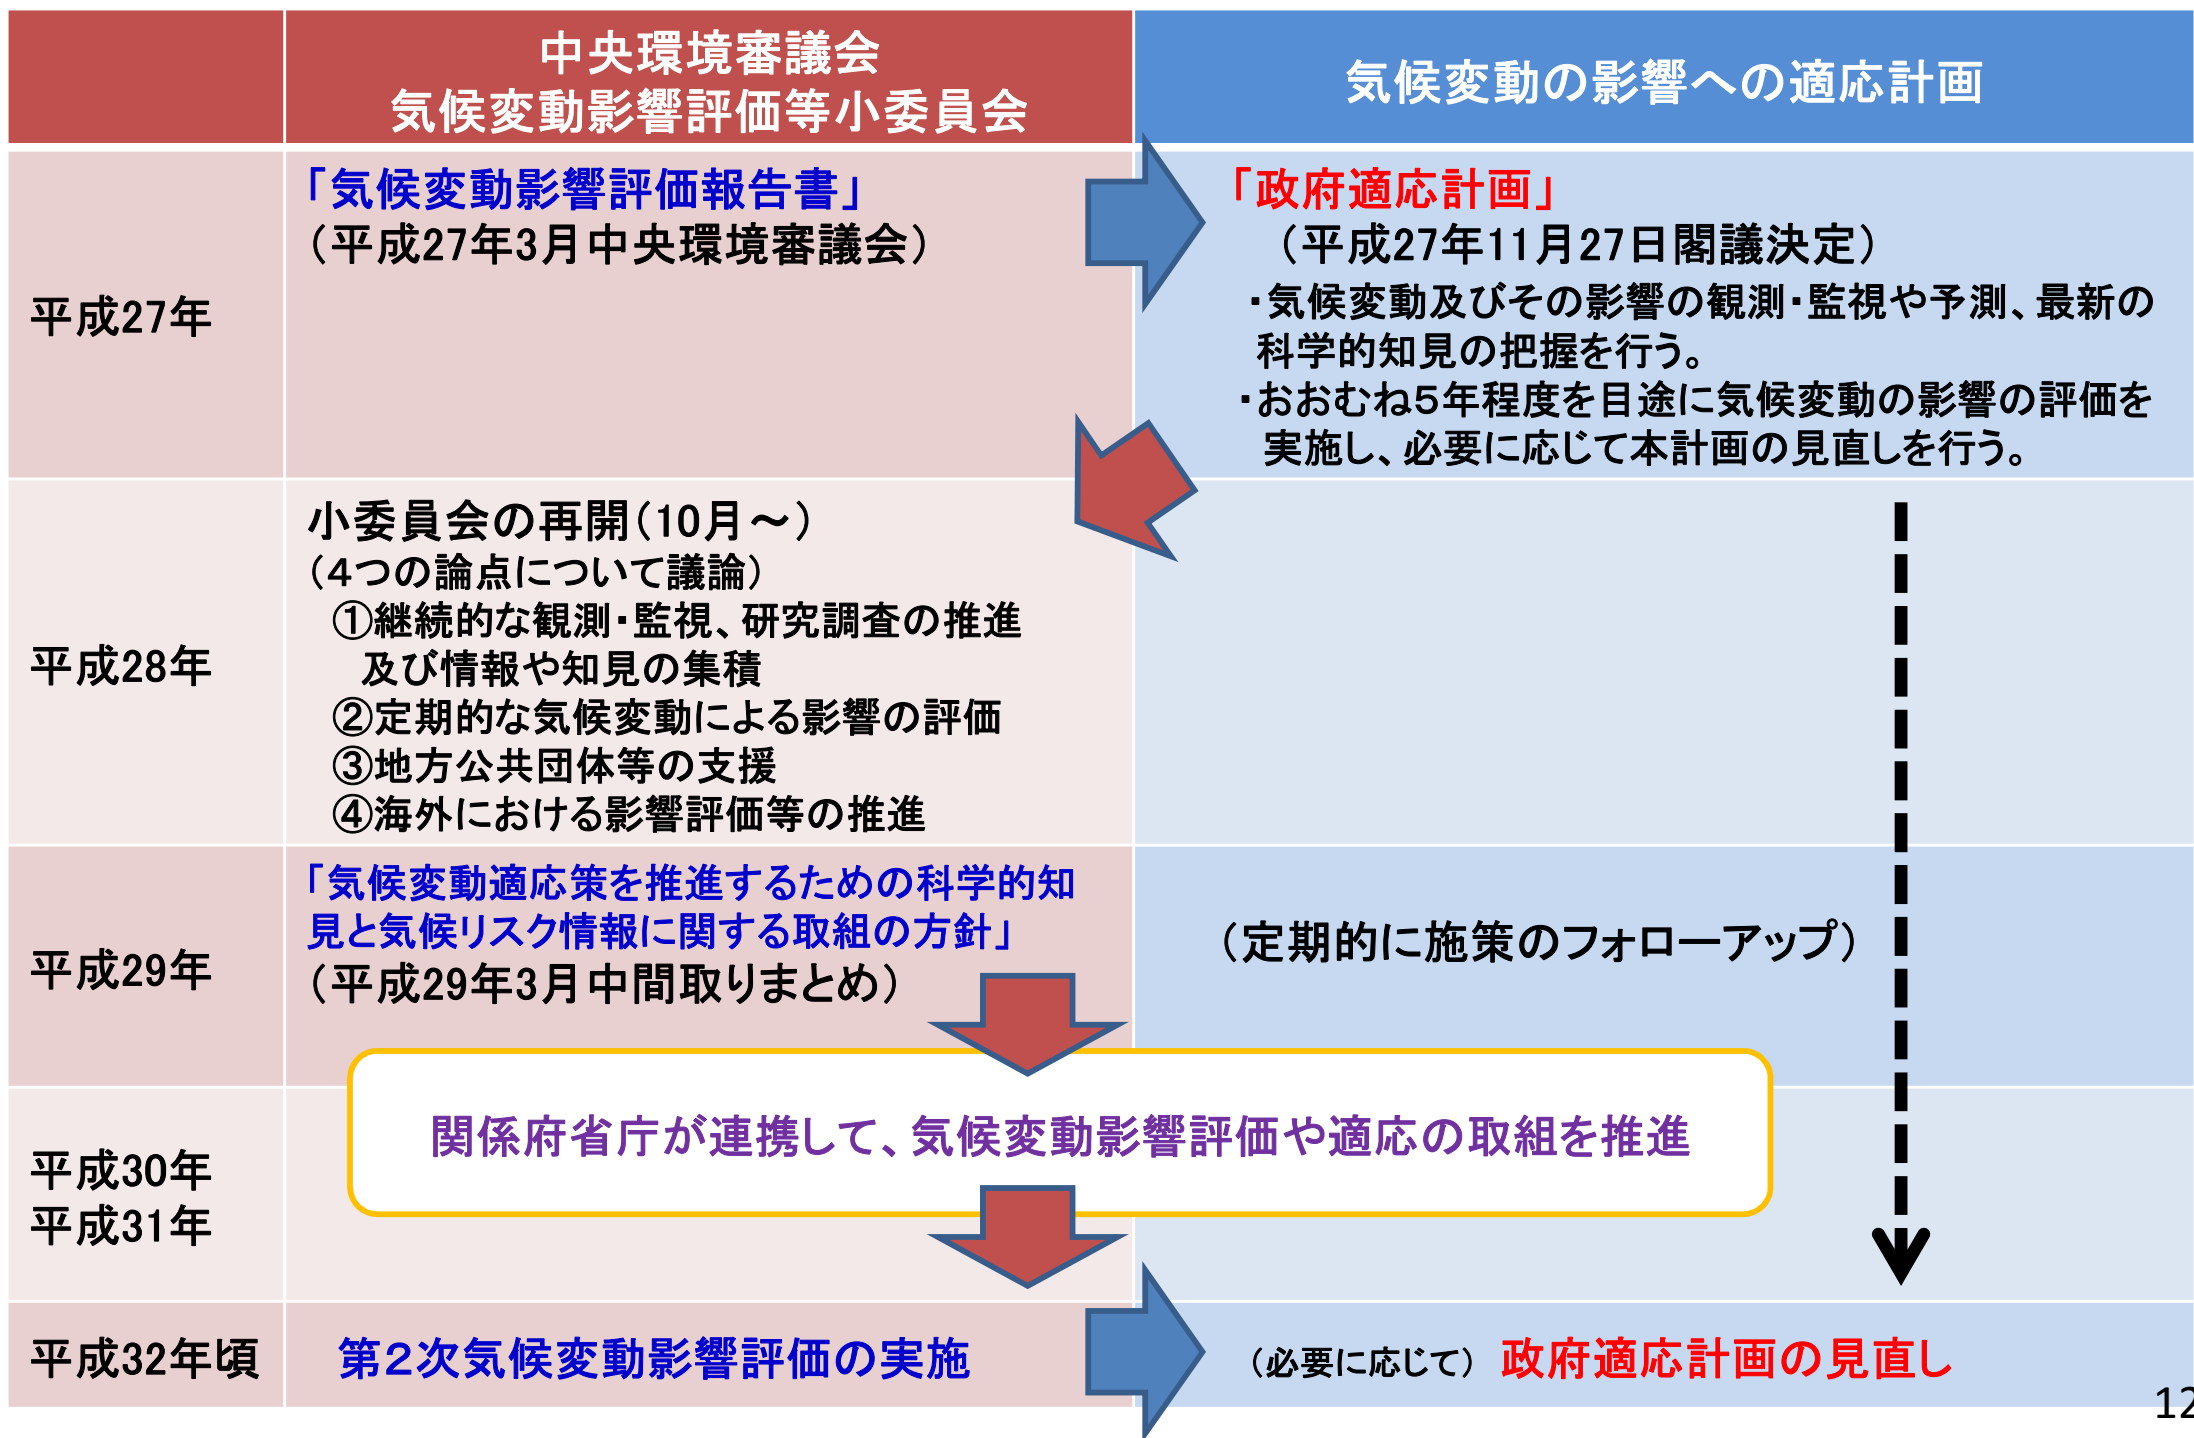 中央環境審議会
気候変動影響評価等小委員会
気候変動の影響への適応計画
平成27年
「気候変動影響評価報告書」
（平成27年3月中央環境審議会）
「政府適応計画」
（平成27年11月27日閣議決定）
・気候変動及びその影響の観測・監視や予測、最新の
科学的知見の把握を行う。
・おおむね５年程度を目途に気候変動の影響の評価を
実施し、必要に応じて本計画の見直しを行う。
平成28年
小委員会の再開（10月～）
（４つの論点について議論）
①継続的な観測・監視、研究調査の推進
及び情報や知見の集積
②定期的な気候変動による影響の評価
③地方公共団体等の支援
④海外における影響評価等の推進
平成29年
「気候変動適応策を推進するための科学的知
見と気候リスク情報に関する取組の方針」
（平成29年3月中間取りまとめ）
（定期的に施策のフォローアップ）
関係府省庁が連携して、気候変動影響評価や適応の取組を推進
平成30年
平成31年
平成32年頃
第２次気候変動影響評価の実施
（必要に応じて）政府適応計画の見直し
12